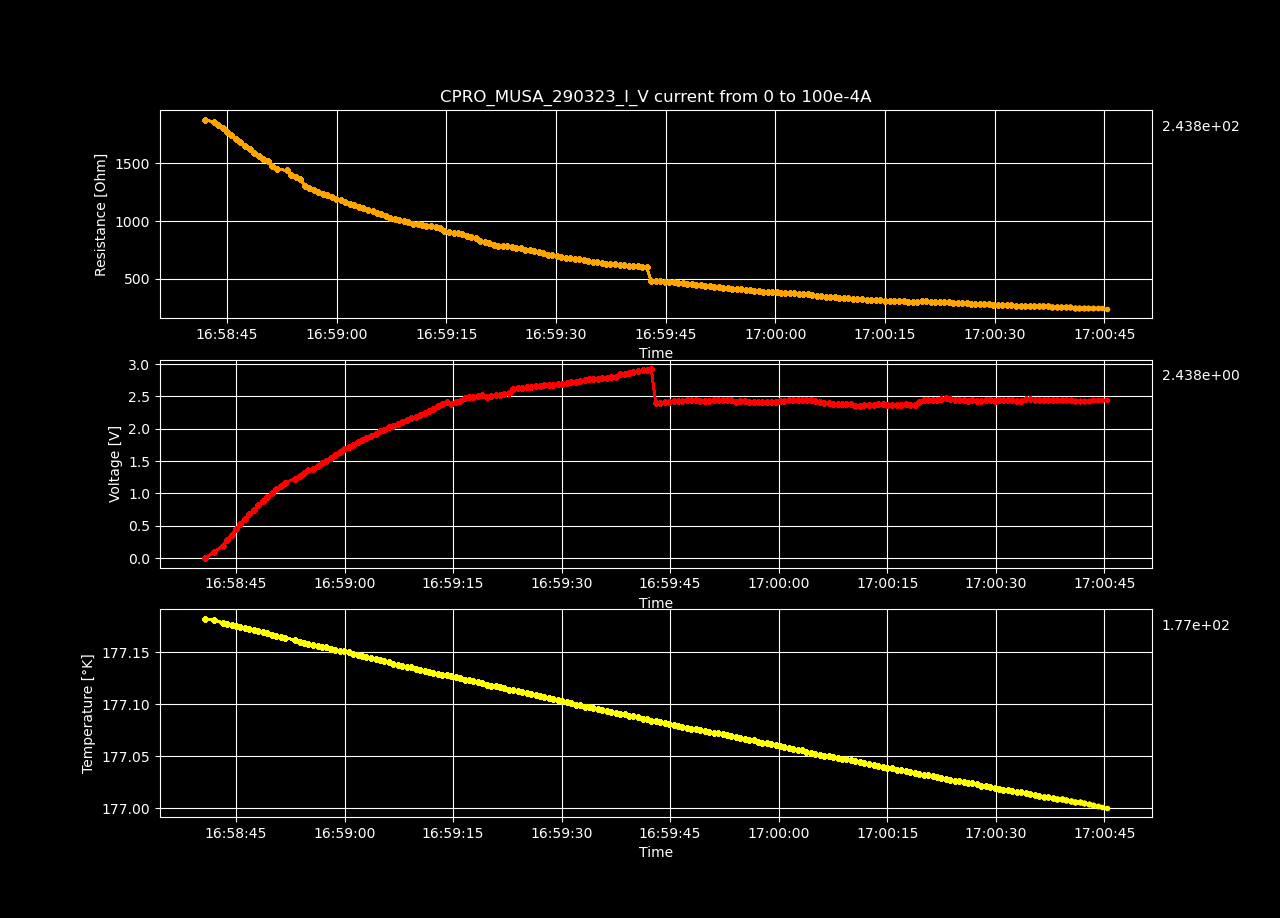 CPRO_MUSA_290323_I_V current from 0 to 100e-4A
2.438e+02
Resistance [Ohm]
1500
1000
500
16:58:45 16:59:00 16:59:15 16:59:30 16:59:45 17:00:00 17:00:15 17:00:30 17:00:45
Time
2.438e+00
Voltage [V]
3.0
2.5
2.0
1.5
1.0
0.5
0.0
16:58:45 16:59:00 16:59:15 16:59:30 16:59:45 17:00:00 17:00:15 17:00:30 17:00:45
Time
1.77e+02
Temperature [°K]
177.15
177.10
177.05
177.00
16:58:45 16:59:00 16:59:15 16:59:30 16:59:45 17:00:00 17:00:15 17:00:30 17:00:45
Time